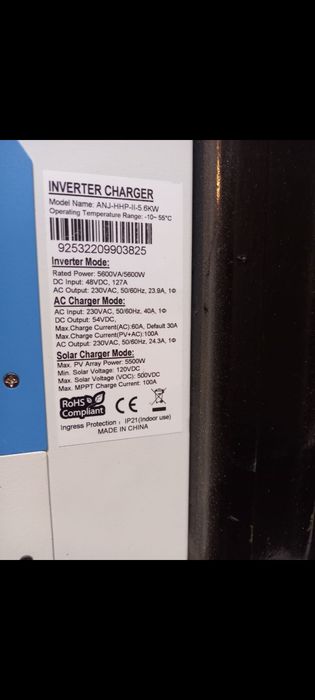 INVERTER CHARGER
Model Name: ANJ-HHP-II-5.6KW
Operating Temperature Range: -10~ 55°C
92532209903825
Inverter Mode:
Rated Power: 5600VA/5600W
DC Input: 48VDC, 127A
AC Output: 230VAC, 50/60Hz, 23.9A, 1Φ
AC Charger Mode:
AC Input: 230VAC, 50/60Hz, 40A, 1Φ
DC Output: 54VDC,
Max.Charge Current(AC):60A, Default 30A
Max.Charge Current(PV+AC):100A
AC Output: 230VAC, 50/60Hz, 24.3A, 1Φ
Solar Charger Mode:
Max. PV Array Power: 5500W
Min. Solar Voltage: 120VDC
Max. Solar Voltage (VOC): 500VDC
Max. MPPT Charge Current: 100A
RoHS
Compliant
CE
Ingress Protection : IP21(Indoor use)
MADE IN CHINA